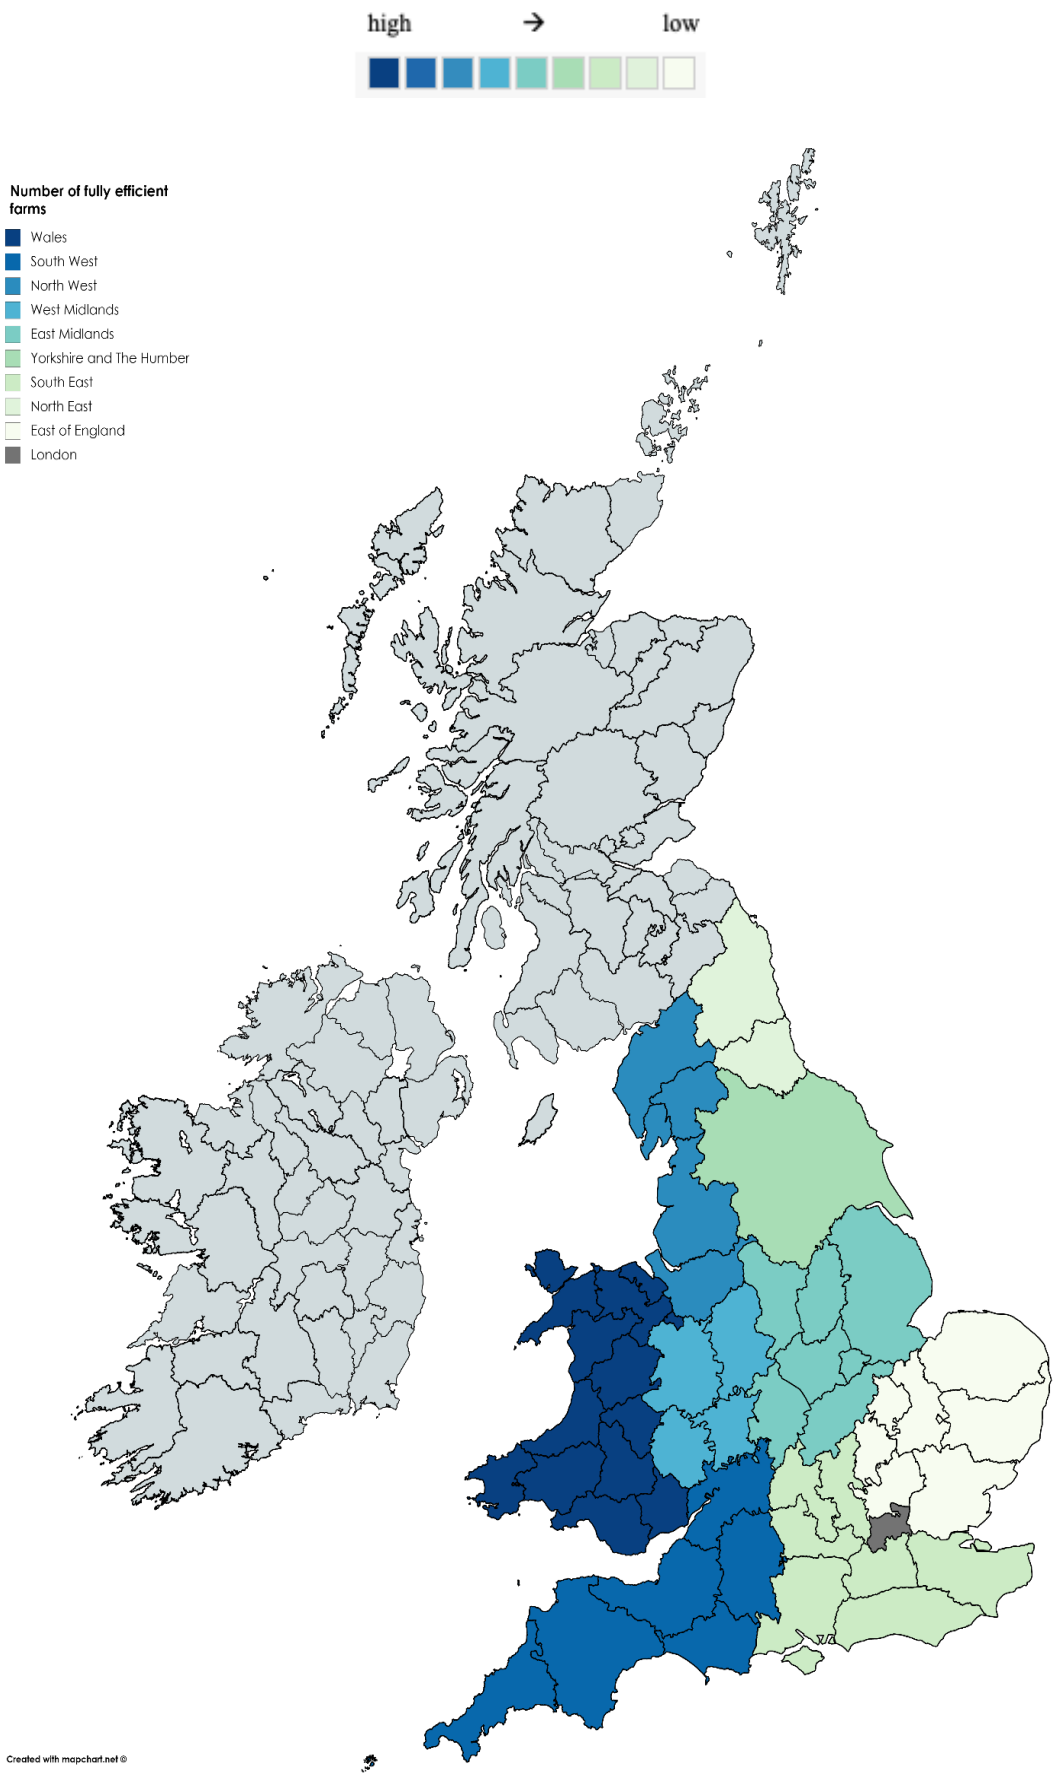 high → low
Number of fully efficient
farms
Wales
South West
North West
West Midlands
East Midlands
Yorkshire and The Humber
South East
North East
East of England
London
Created with mapchart.net ©